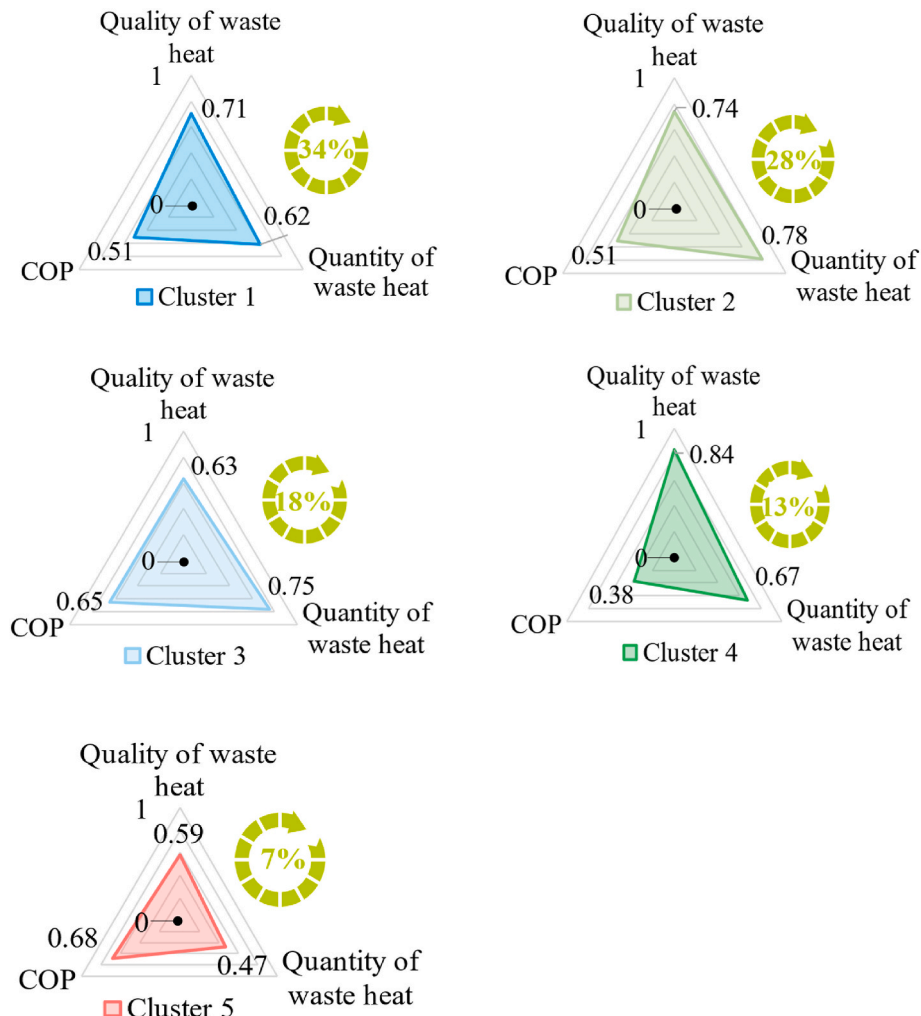 Quality of waste
heat
1
0.71
34%
0
0.62
0.51
COP
Quantity of
waste heat
Cluster 1
Quality of waste
heat
1
0.74
28%
0
0.78
0.51
COP
Quantity of
waste heat
Cluster 2
Quality of waste
heat
1
0.63
18%
0
0.75
0.65
COP
Quantity of
waste heat
Cluster 3
Quality of waste
heat
1
0.84
13%
0
0.67
0.38
COP
Quantity of
waste heat
Cluster 4
Quality of waste
heat
1
0.59
7%
0
0.68
0.47
COP
Quantity of
waste heat
Cluster 5